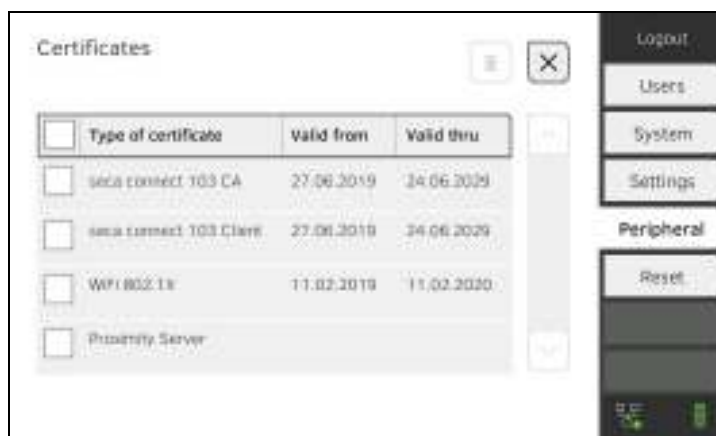 Certificates
Logout
Users
Type of certificate Valid from Valid thru
System
seca connect 103 CA 27.06.2019 24.06.2029
Settings
seca connect 103 Client 27.06.2019 24.06.2029
Peripheral
WiFi 802.1X 11.02.2019 11.02.2020
Reset
Proximity Server